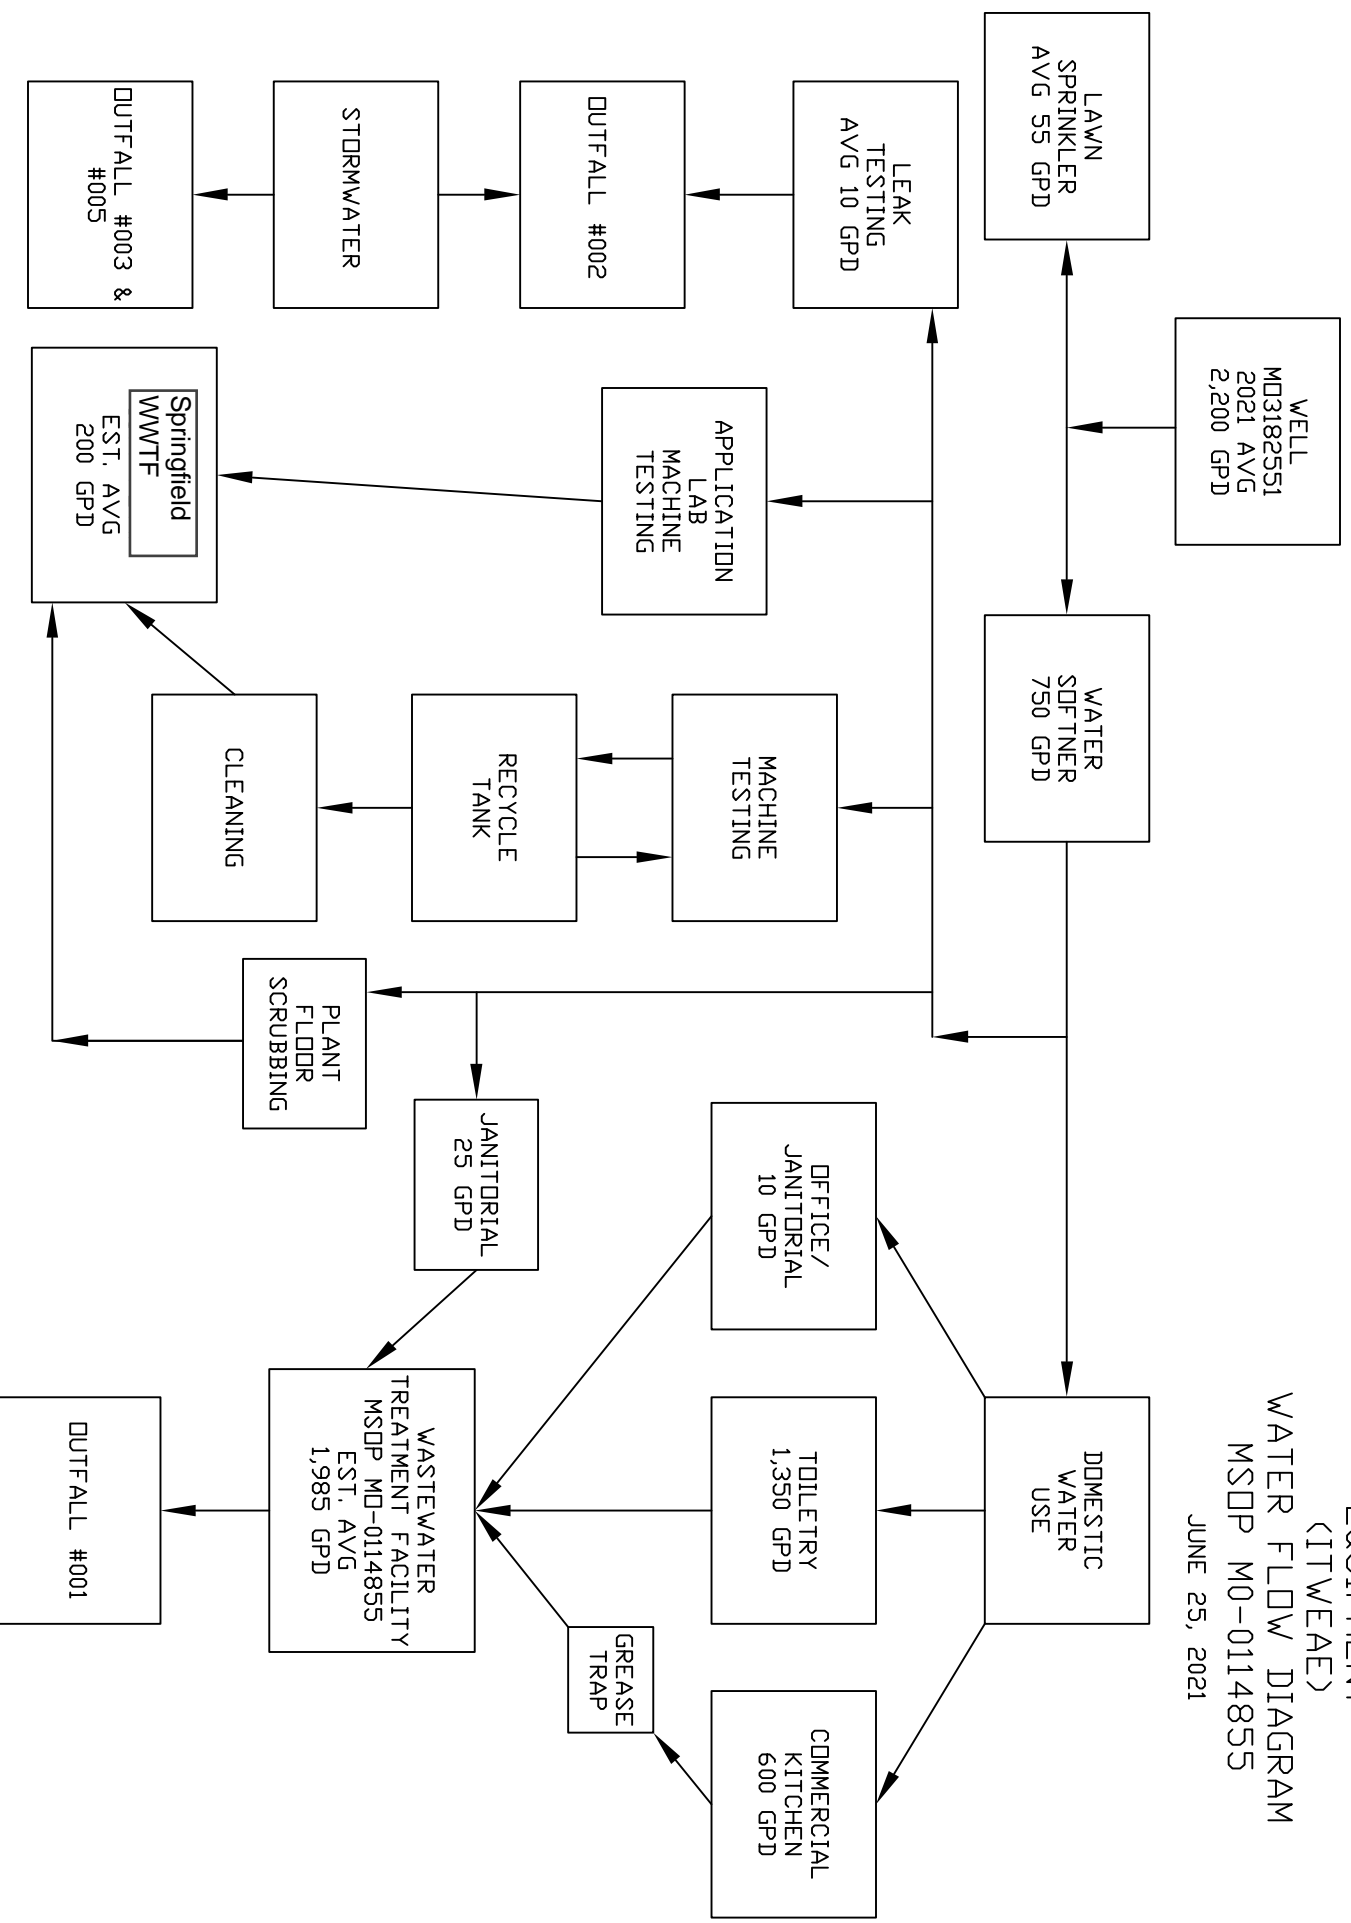 (ITWEAE)
WATER FLOW DIAGRAM
MSOP MO-0114855
JUNE 25, 2021
WELL
MO3182551
2021 AVG
2,200 GPD
LAWN
SPRINKLER
AVG 55 GPD
WATER
SOFTNER
750 GPD
DOMESTIC
WATER
USE
LEAK
TESTING
AVG 10 GPD
APPLICATION
LAB
MACHINE
TESTING
MACHINE
TESTING
OFFICE/
JANITORIAL
10 GPD
TOILETRY
1,350 GPD
COMMERCIAL
KITCHEN
600 GPD
OUTFALL #002
RECYCLE
TANK
JANITORIAL
25 GPD
GREASE
TRAP
STORMWATER
CLEANING
PLANT
FLOOR
SCRUBBING
WASTEWATER
TREATMENT FACILITY
MSOP MO-0114855
EST. AVG
1,985 GPD
OUTFALL #003 &
#005
Springfield
WWTF
EST. AVG
200 GPD
OUTFALL #001